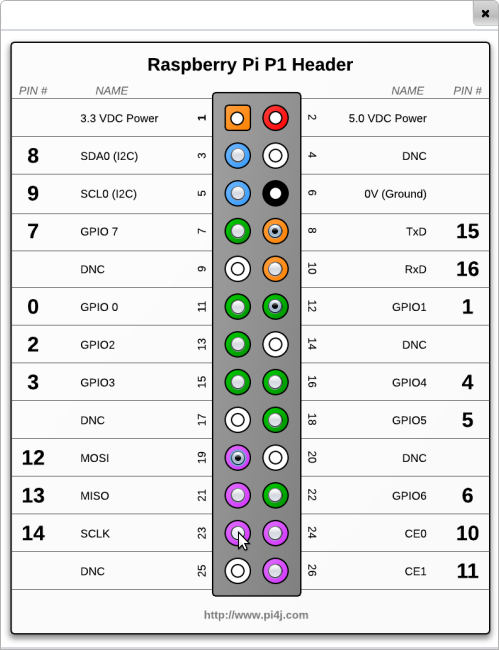 Raspberry Pi P1 Header
PIN # NAME NAME PIN #
3.3 VDC Power 1 2 5.0 VDC Power
8 SDA0 (I2C) 3 4 DNC
9 SCL0 (I2C) 5 6 0V (Ground)
7 GPIO 7 7 8 TxD 15
DNC 9 10 RxD 16
0 GPIO 0 11 12 GPIO1 1
2 GPIO2 13 14 DNC
3 GPIO3 15 16 GPIO4 4
DNC 17 18 GPIO5 5
12 MOSI 19 20 DNC
13 MISO 21 22 GPIO6 6
14 SCLK 23 24 CE0 10
DNC 25 26 CE1 11
http://www.pi4j.com